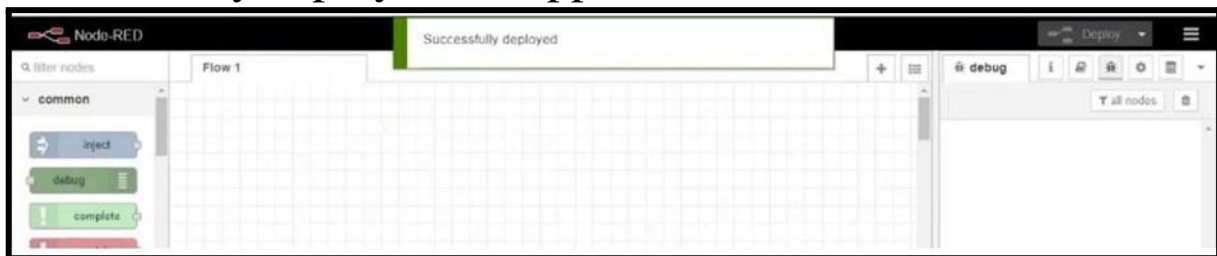 Node-RED
Successfully deployed
Deploy
filter nodes
Flow 1
debug
i
common
all nodes
inject
debug
complete